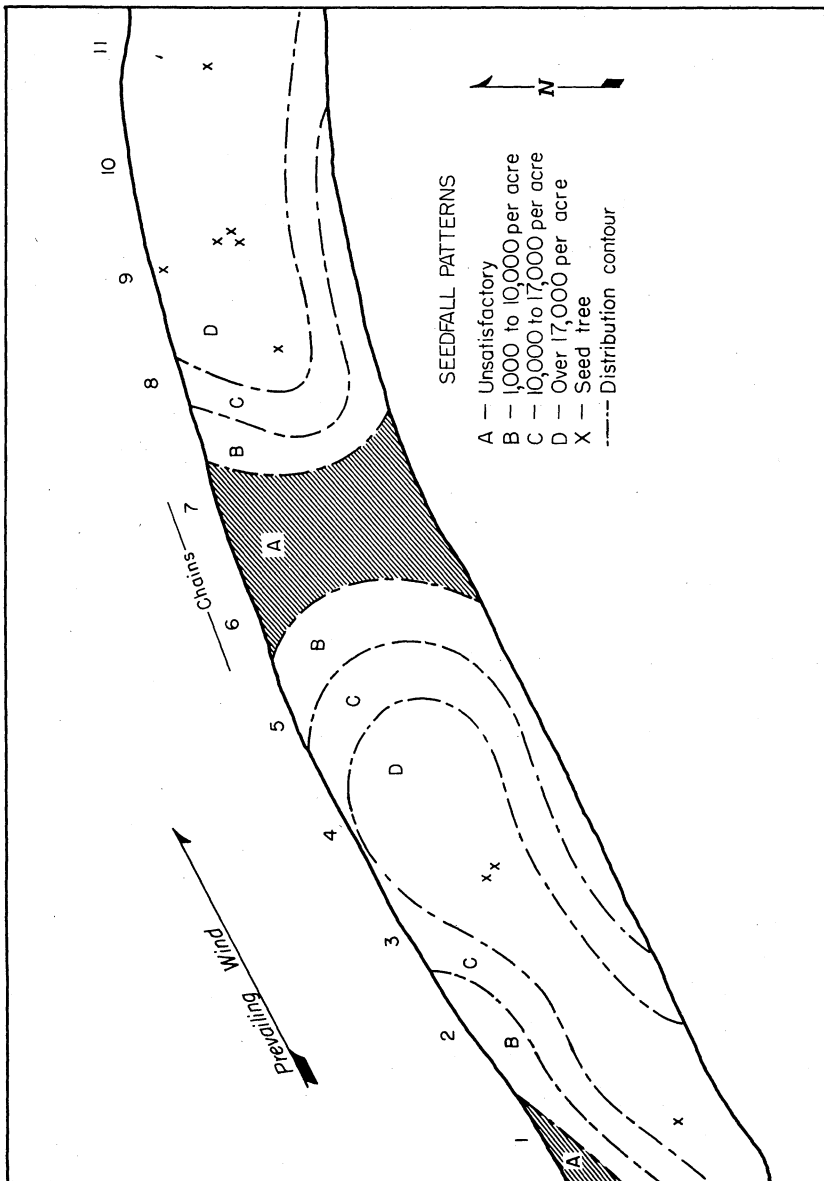 1
2
3
4
5
6
7
8
9
10
11
Chains
Prevailing Wind
N
A
B
C
D
X
X
X
B
C
D
A
B
C
D
X
X
X
X
X
X
X
SEEDFALL PATTERNS
A — Unsatisfactory
B — 1,000 to 10,000 per acre
C — 10,000 to 17,000 per acre
D — Over 17,000 per acre
X — Seed tree
Distribution contour